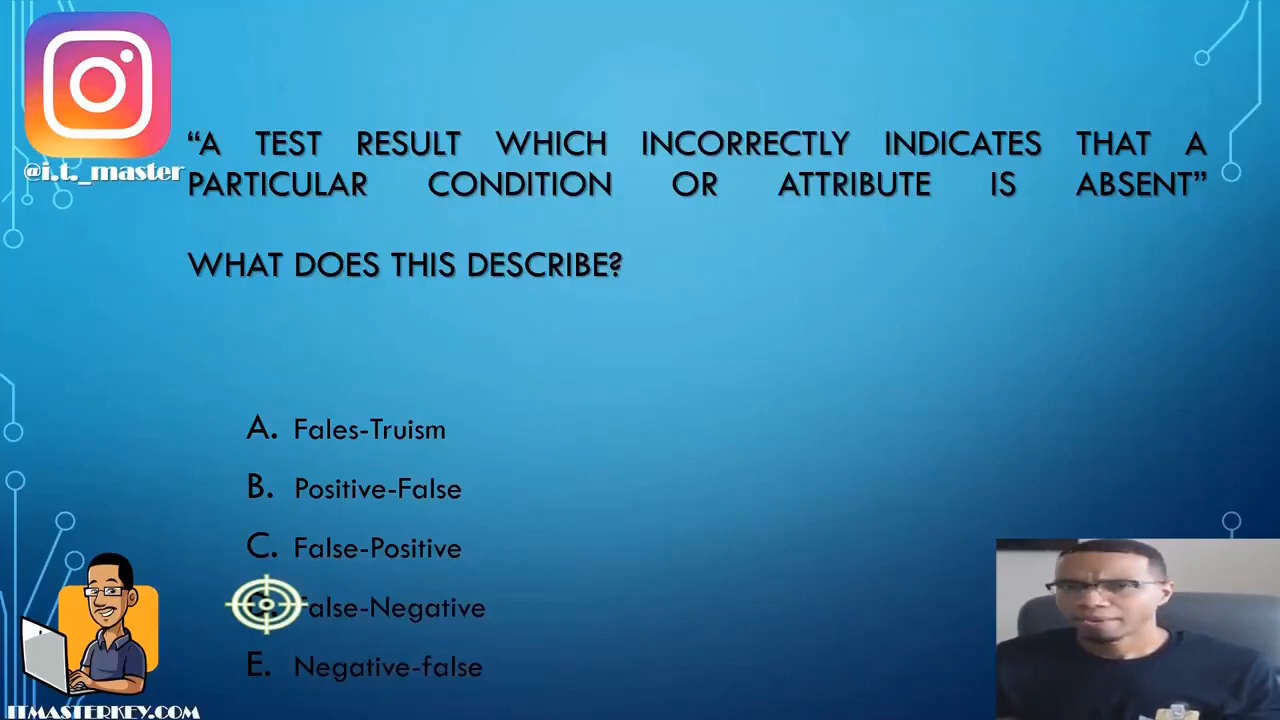 @i.t._master
“A TEST RESULT WHICH INCORRECTLY INDICATES THAT A
PARTICULAR CONDITION OR ATTRIBUTE IS ABSENT”
WHAT DOES THIS DESCRIBE?
A. Fales-Truism
B. Positive-False
C. False-Positive
False-Negative
E. Negative-false
ITMASTERKEY.COM